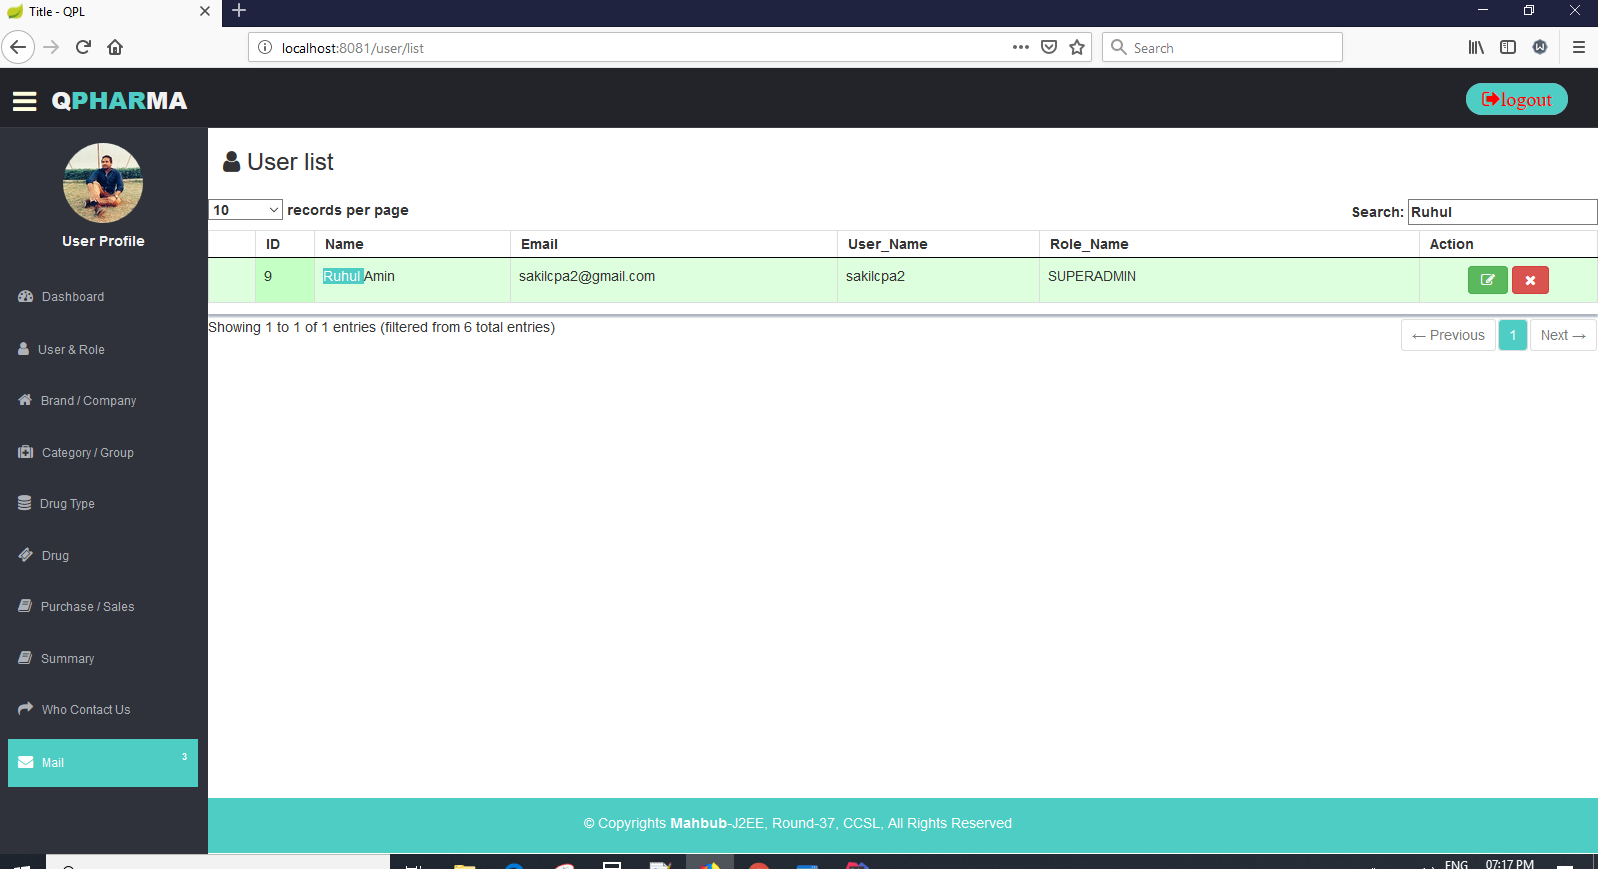 Title - QPL
localhost:8081/user/list
Search
QPHARMA
logout
User Profile
Dashboard
User & Role
Brand / Company
Category / Group
Drug Type
Drug
Purchase / Sales
Summary
Who Contact Us
Mail 3
User list
10 records per page
Search: Ruhul
ID Name Email User_Name Role_Name Action
9 Ruhul Amin sakilcpa2@gmail.com sakilcpa2 SUPERADMIN
Showing 1 to 1 of 1 entries (filtered from 6 total entries)
← Previous 1 Next →
© Copyrights Mahbub-J2EE, Round-37, CCSL, All Rights Reserved
ENG 07:17 PM